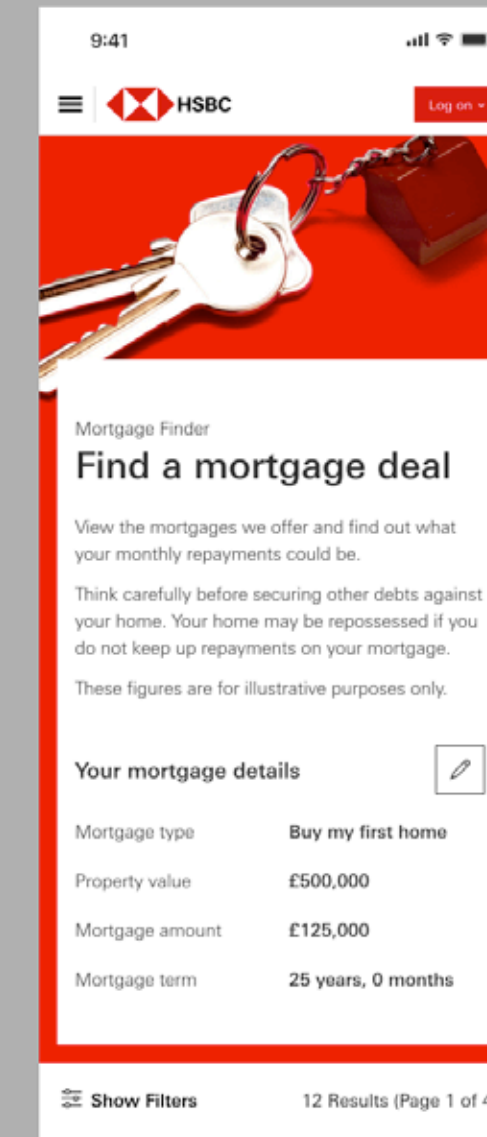 9:41
HSBC
Log on
Mortgage Finder
Find a mortgage deal
View the mortgages we offer and find out what
your monthly repayments could be.
Think carefully before securing other debts against
your home. Your home may be repossessed if you
do not keep up repayments on your mortgage.
These figures are for illustrative purposes only.
Your mortgage details
Mortgage type Buy my first home
Property value £500,000
Mortgage amount £125,000
Mortgage term 25 years, 0 months
Show Filters 12 Results (Page 1 of 4